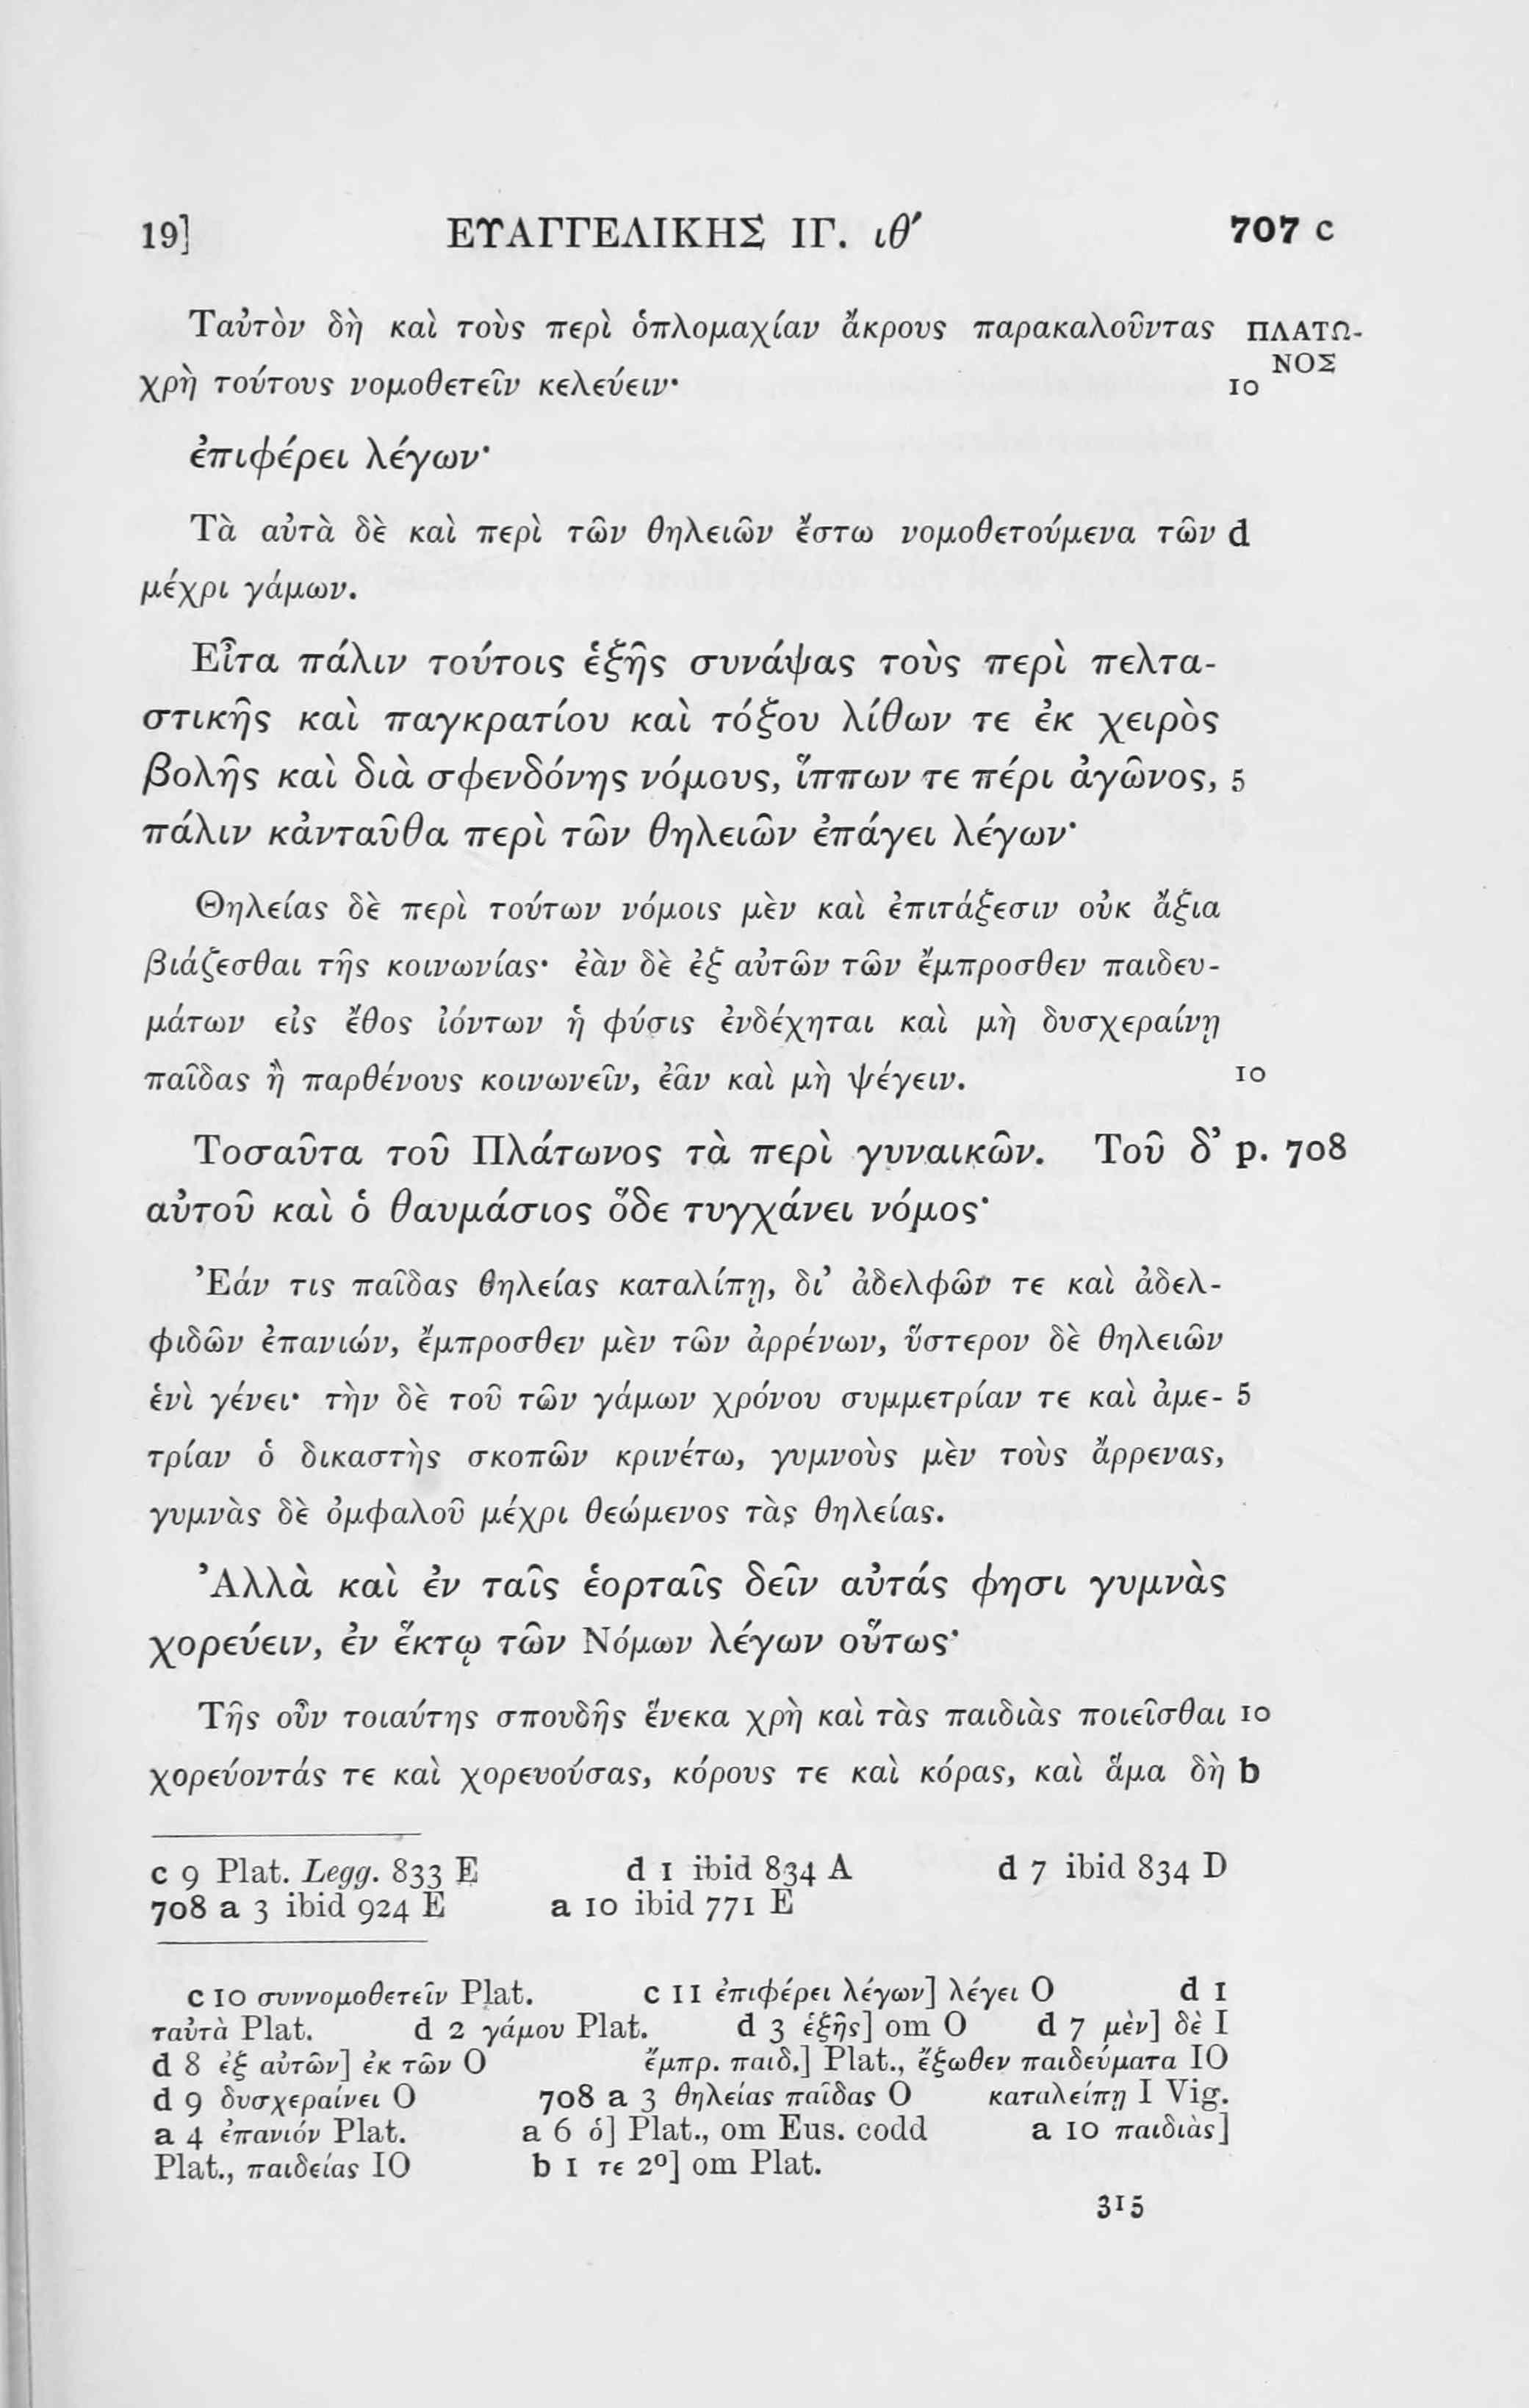 19] ΕΥΑΓΓΕΛΙΚΗΣ ΙΓ. ιθʹ 707 c
Ταὐτὸν δὴ καὶ τοὺς περὶ ὁπλομαχίαν ἄκρους παρακαλοῦντας ΠΛΑΤΩ-
ΝΟΣ
χρὴ τούτους νομοθετεῖν κελεύειν· 10
ἐπιφέρει λέγων·
Τὰ αὐτὰ δὲ καὶ περὶ τῶν θηλειῶν ἔστω νομοθετούμενα τῶν d
μέχρι γάμων.
Εἶτα πάλιν τούτοις ἑξῆς συνάψας τοὺς περὶ πελτα-
στικῆς καὶ παγκρατίου καὶ τόξου λίθων τε ἐκ χειρὸς
βολῆς καὶ διὰ σφενδόνης νόμους, ἵππων τε πέρι ἀγῶνος, 5
πάλιν κἀνταῦθα περὶ τῶν θηλειῶν ἐπάγει λέγων·
Θηλείας δὲ περὶ τούτων νόμοις μὲν καὶ ἐπιτάξεσιν οὐκ ἄξια
βιάζεσθαι τῆς κοινωνίας· ἐὰν δὲ ἐξ αὐτῶν τῶν ἔμπροσθεν παιδευ-
μάτων εἰς ἔθος ἰόντων ἡ φύσις ἐνδέχηται καὶ μὴ δυσχεραίνῃ
παῖδας ἢ παρθένους κοινωνεῖν, ἐᾶν καὶ μὴ ψέγειν. 10
Τοσαῦτα τοῦ Πλάτωνος τὰ περὶ γυναικῶν. Τοῦ δ’ p. 708
αὐτοῦ καὶ ὁ θαυμάσιος ὅδε τυγχάνει νόμος·
Ἐάν τις παῖδας θηλείας καταλίπῃ, δι’ ἀδελφῶν τε καὶ ἀδελ-
φιδῶν ἐπανιών, ἔμπροσθεν μὲν τῶν ἀρρένων, ὕστερον δὲ θηλειῶν
ἑνὶ γένει· τὴν δὲ τοῦ τῶν γάμων χρόνου συμμετρίαν τε καὶ ἀμε- 5
τρίαν ὁ δικαστὴς σκοπῶν κρινέτω, γυμνοὺς μὲν τοὺς ἄρρενας,
γυμνὰς δὲ ὀμφαλοῦ μέχρι θεώμενος τὰς θηλείας.
Ἀλλὰ καὶ ἐν ταῖς ἑορταῖς δεῖν αὐτάς φησι γυμνὰς
χορεύειν, ἐν ἕκτῳ τῶν Νόμων λέγων οὕτως·
Τῆς οὖν τοιαύτης σπουδῆς ἕνεκα χρὴ καὶ τὰς παιδιὰς ποιεῖσθαι 10
χορεύοντάς τε καὶ χορευούσας, κόρους τε καὶ κόρας, καὶ ἅμα δὴ b
c 9 Plat. Legg. 833 E d 1 ibid 834 A d 7 ibid 834 D
708 a 3 ibid 924 E a 10 ibid 771 E
c 10 συννομοθετεῖν Plat. c 11 ἐπιφέρει λέγων] λέγει O d 1
ταὐτὰ Plat. d 2 γάμου Plat. d 3 ἑξῆς] om O d 7 μὲν] δὲ I
d 8 ἐξ αὐτῶν] ἐκ τῶν O ἔμπρ. παιδ.] Plat., ἔξωθεν παιδεύματα IO
d 9 δυσχεραίνει O 708 a 3 θηλείας παῖδας O καταλείπῃ I Vig.
a 4 ἐπανιόν Plat. a 6 ὁ] Plat., om Eus. codd a 10 παιδιὰς]
Plat., παιδείας IO b 1 τε 2º] om Plat.
315